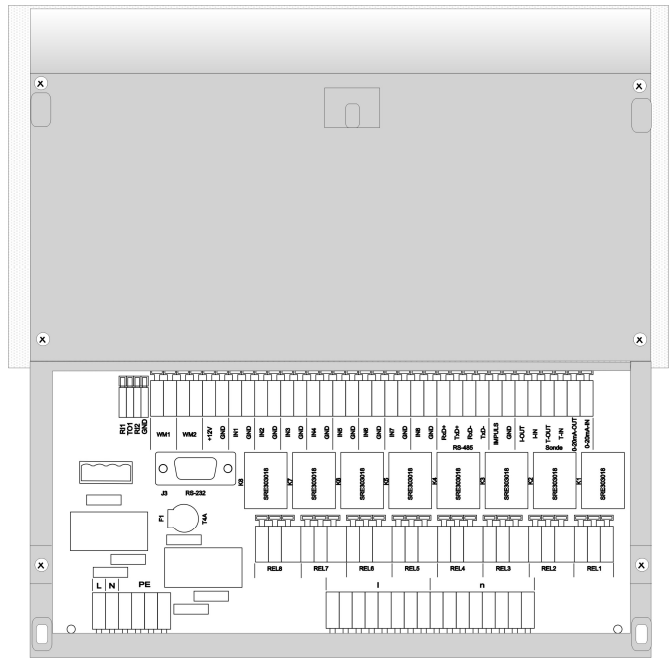 RI1
TO1
RI2
GND
WM1 WM2 +12V GND IN1 GND IN2 GND IN3 GND IN4 GND IN5 GND IN6 GND IN7 GND IN8 GND RxD+ TxD+ RxD- TxD- IMPULS GND I-OUT I-IN T-OUT T-IN 0-20mA-OUT 0-20mA-IN
RS-485 Sonde
J3 RS-232
K8 SRE303018 K7 SRE303018 K6 SRE303018 K5 SRE303018 K4 SRE303018 K3 SRE303018 K2 SRE303018 K1 SRE303018
F1 T4A
REL8 REL7 REL6 REL5 REL4 REL3 REL2 REL1
L N PE l n